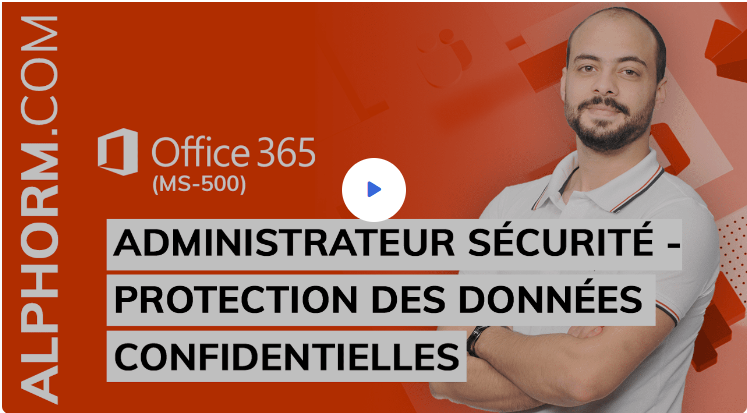 ALPHORM.COM
Office 365
(MS-500)
ADMINISTRATEUR SÉCURITÉ -
PROTECTION DES DONNÉES
CONFIDENTIELLES